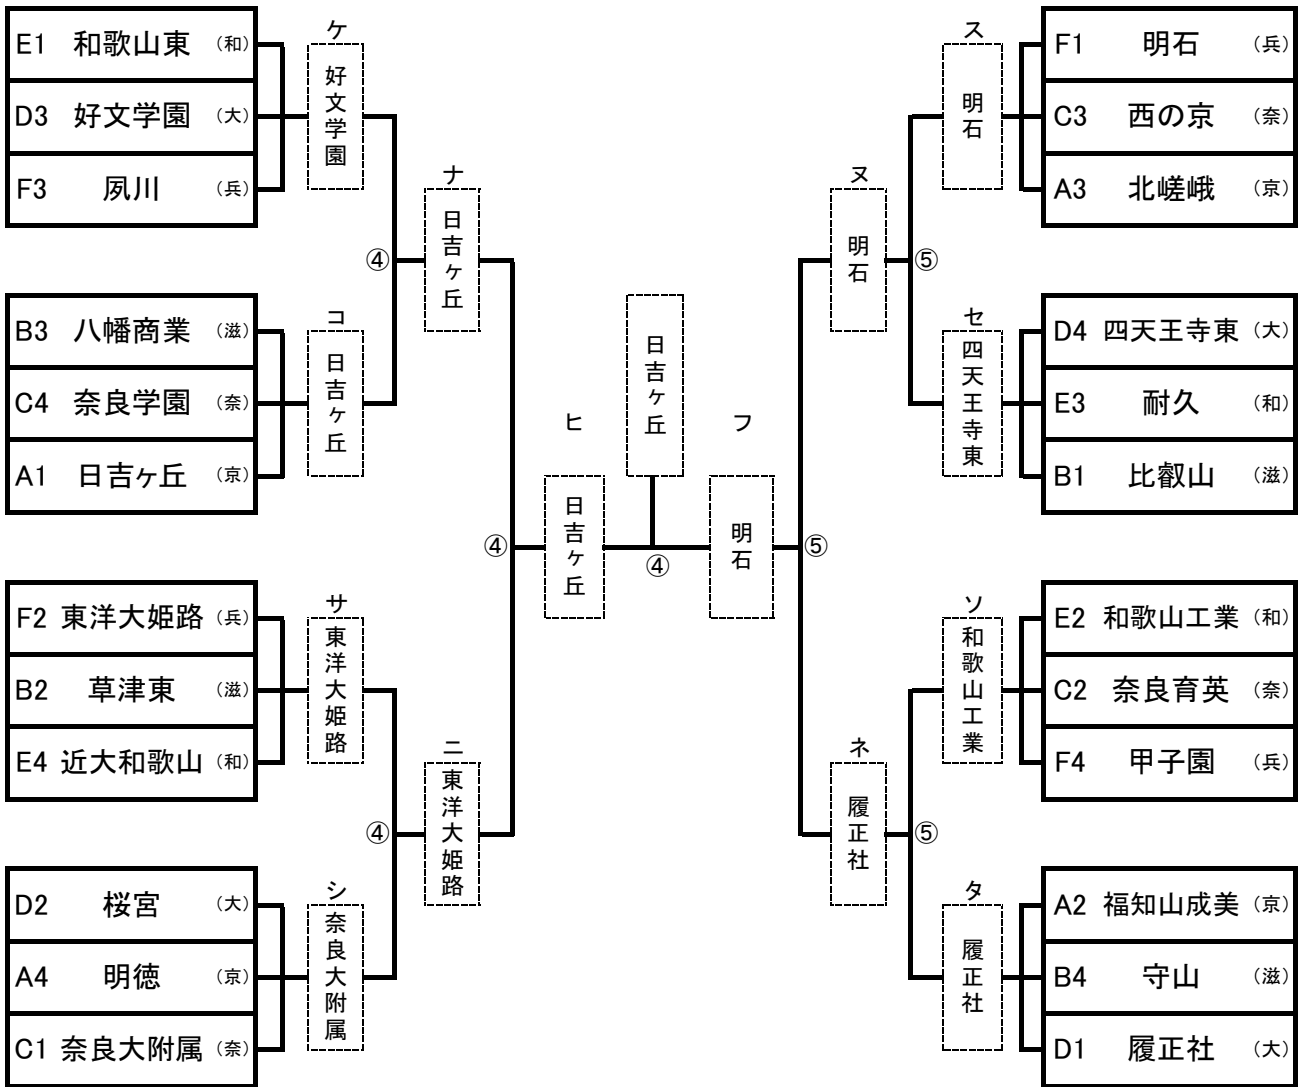 ケ
E1 和歌山東 （和）
D3 好文学園 （大）
F3 夙川 （兵）
好文学園
ナ
日吉ヶ丘
④
コ
B3 八幡商業 （滋）
C4 奈良学園 （奈）
A1 日吉ヶ丘 （京）
日吉ヶ丘
サ
F2 東洋大姫路 （兵）
B2 草津東 （滋）
E4 近大和歌山 （和）
東洋大姫路
ニ
東洋大姫路
④
シ
D2 桜宮 （大）
A4 明徳 （京）
C1 奈良大附属 （奈）
奈良大附属
④
ヒ
日吉ヶ丘
日吉ヶ丘
④
フ
明石
⑤
ス
F1 明石 （兵）
C3 西の京 （奈）
A3 北嵯峨 （京）
明石
ヌ
明石
⑤
セ
D4 四天王寺東 （大）
E3 耐久 （和）
B1 比叡山 （滋）
四天王寺東
ソ
E2 和歌山工業 （和）
C2 奈良育英 （奈）
F4 甲子園 （兵）
和歌山工業
ネ
履正社
⑤
タ
A2 福知山成美 （京）
B4 守山 （滋）
D1 履正社 （大）
履正社